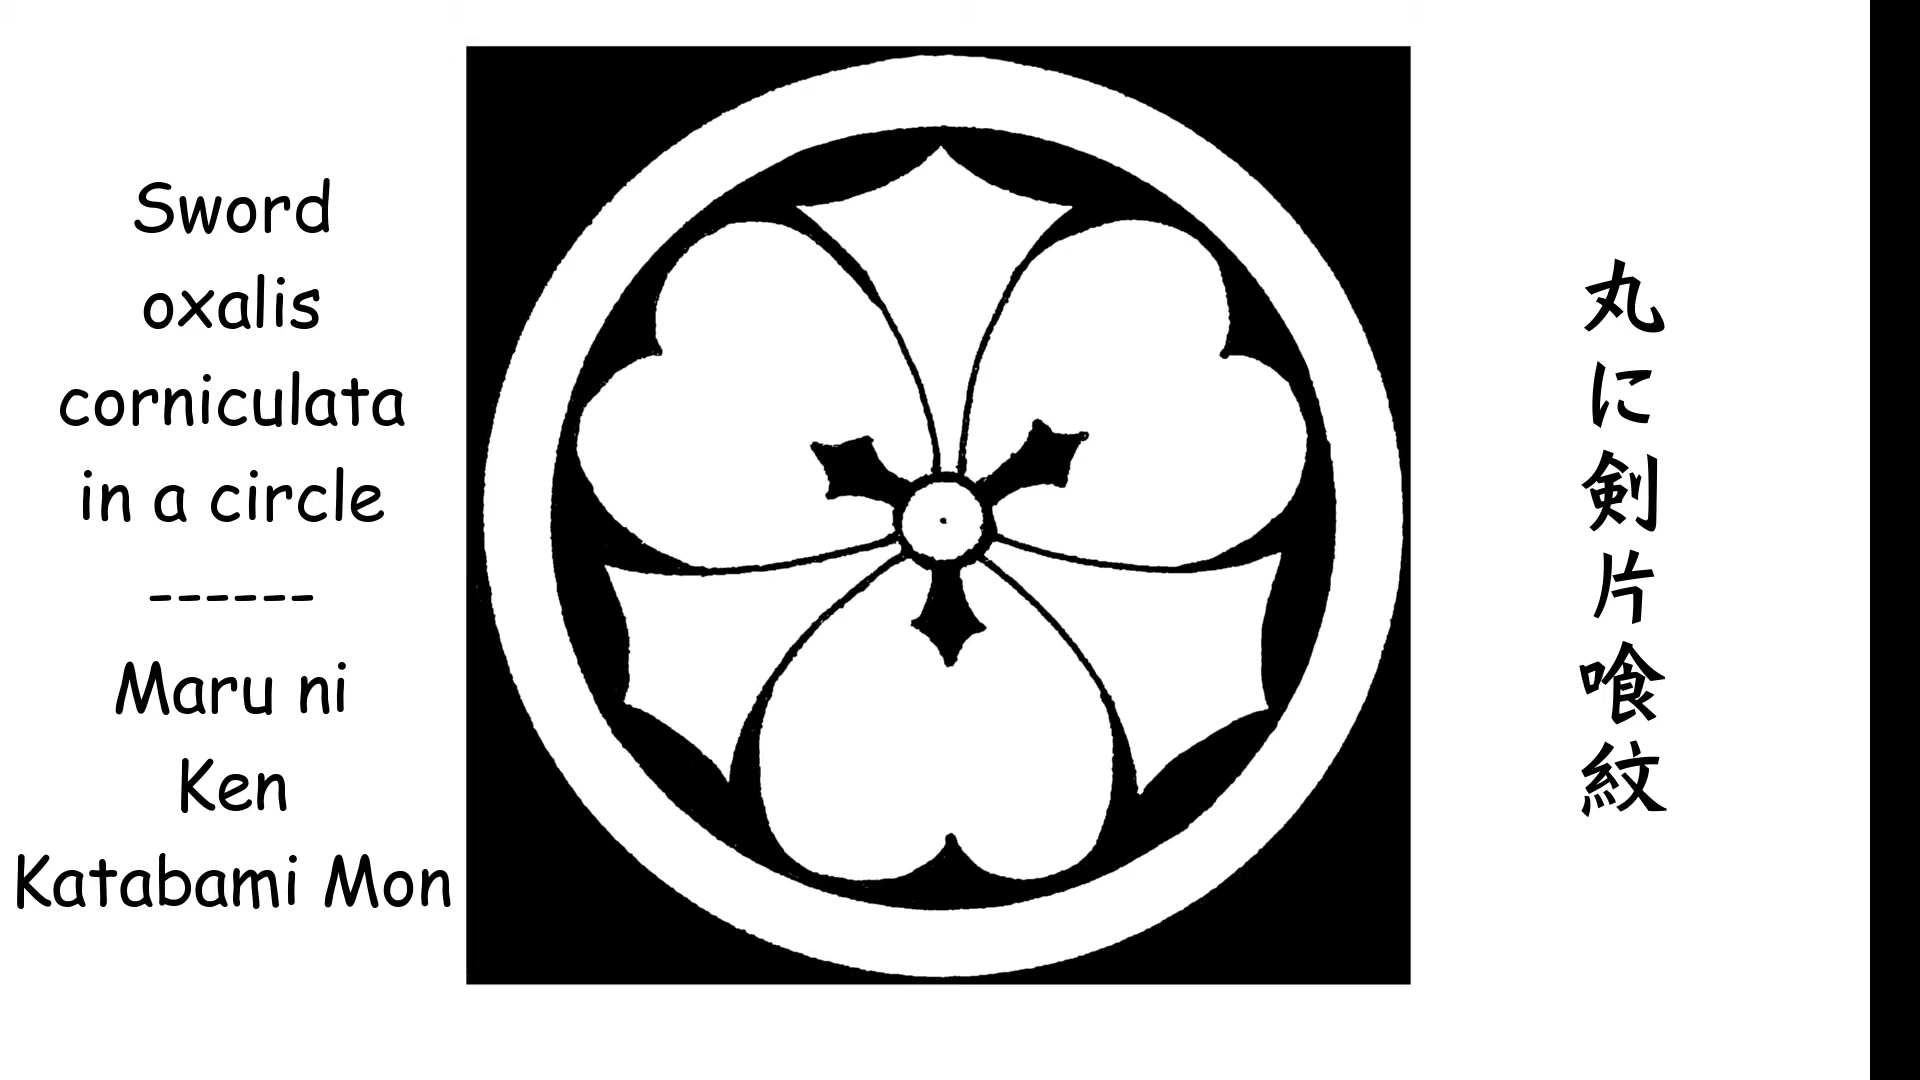 Sword
oxalis
corniculata
in a circle
------
Maru ni
Ken
Katabami Mon
丸に剣片喰紋